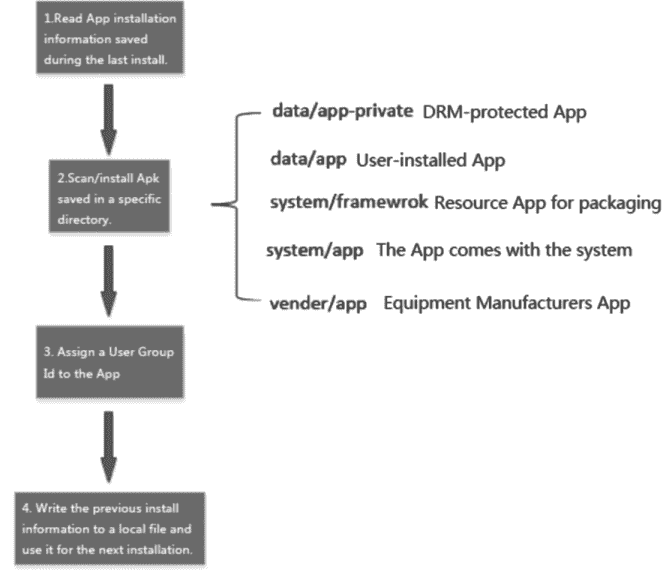 1.Read App installation
information saved
during the last install.
2.Scan/install Apk
saved in a specific
directory.
data/app-private DRM-protected App
data/app User-installed App
system/framewrok Resource App for packaging
system/app The App comes with the system
vender/app Equipment Manufacturers App
3. Assign a User Group
Id to the App
4. Write the previous install
information to a local file and
use it for the next installation.